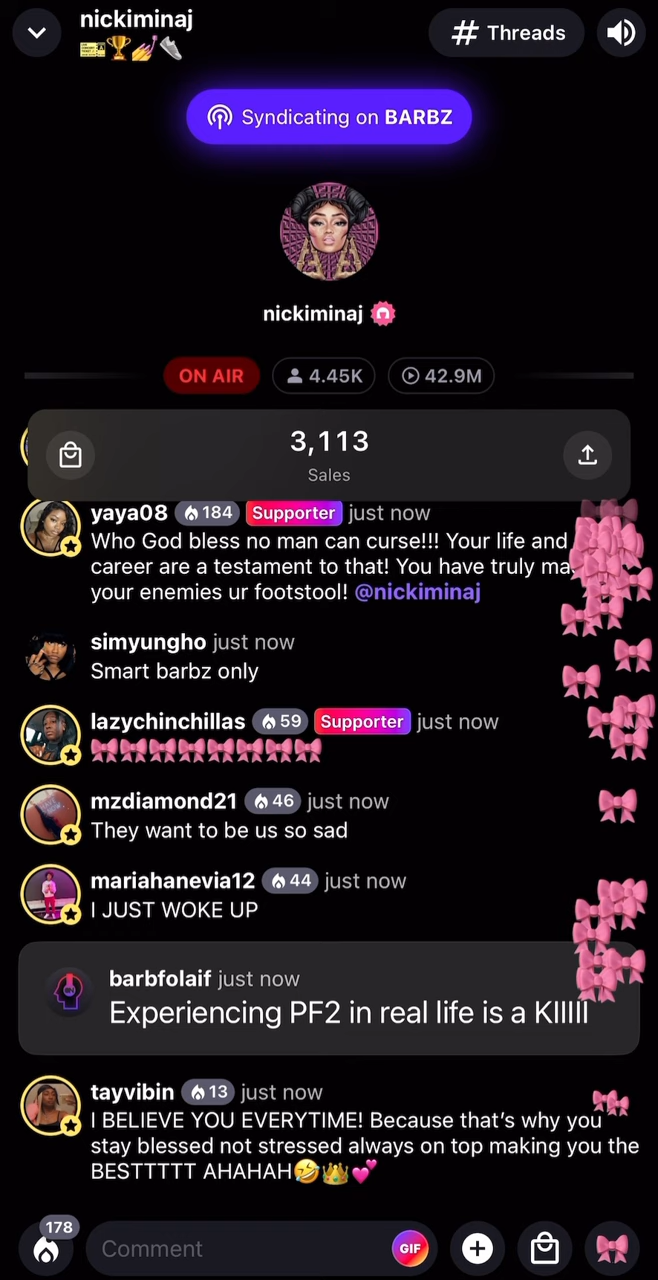 nickiminaj
🎫🏆💅👟
Threads
Syndicating on BARBZ
nickiminaj
ON AIR
4.45K
42.9M
3,113
Sales
yaya08 184 Supporter just now
Who God bless no man can curse!!! Your life and
career are a testament to that! You have truly
your enemies ur footstool! @nickiminaj
simyungho just now
Smart barbz only
lazychinchillas 59 Supporter just now
🎀🎀🎀🎀🎀🎀🎀🎀
mzdiamond21 46 just now
They want to be us so sad
mariahanevia12 44 just now
I JUST WOKE UP
barbfolaif just now
Experiencing PF2 in real life is a KIIIII
tayvibin 13 just now
I BELIEVE YOU EVERYTIME! Because that’s why you
stay blessed not stressed always on top making you the
BESTTTTT AHAHAH🤣👑💕
178
Comment
GIF